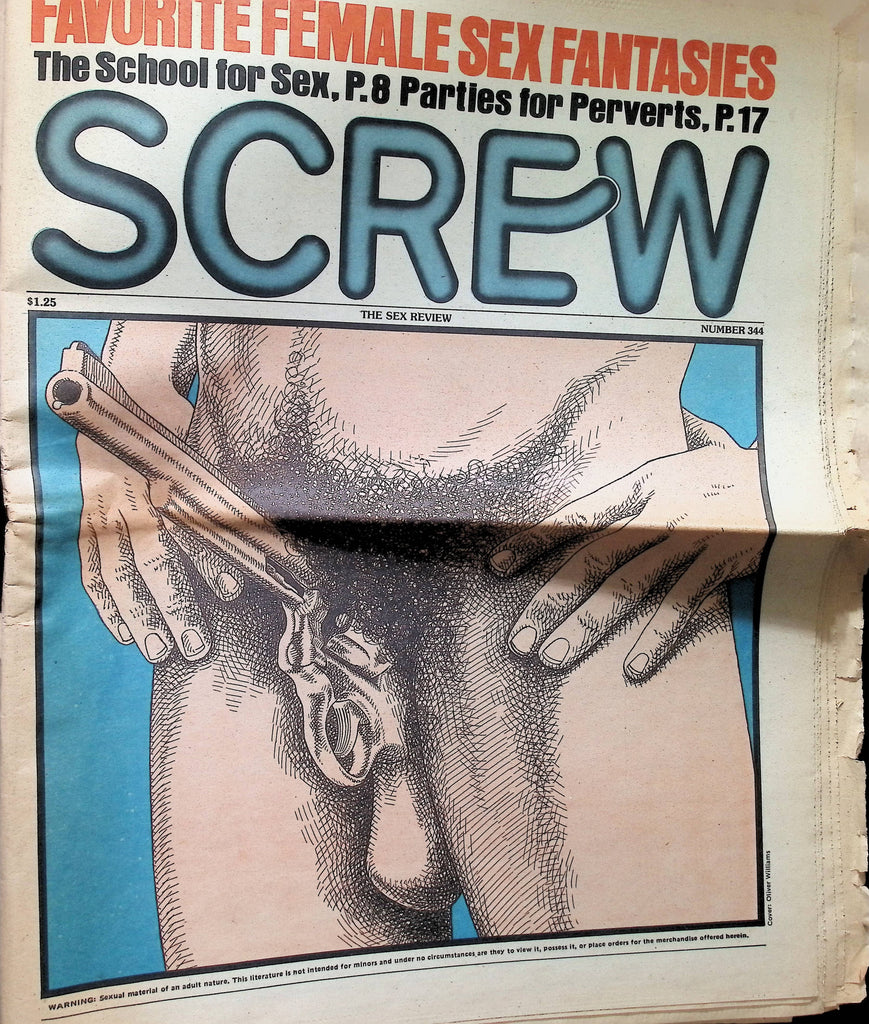 FAVORITE FEMALE SEX FANTASIES
The School for Sex, P.8 Parties for Perverts, P.17
SCREW
$1.25
THE SEX REVIEW
NUMBER 344
Cover: Oliver Williams
WARNING: Sexual material of an adult nature. This literature is not intended for minors and under no circumstances are they to view it, possess it, or place orders for the merchandise offered herein.